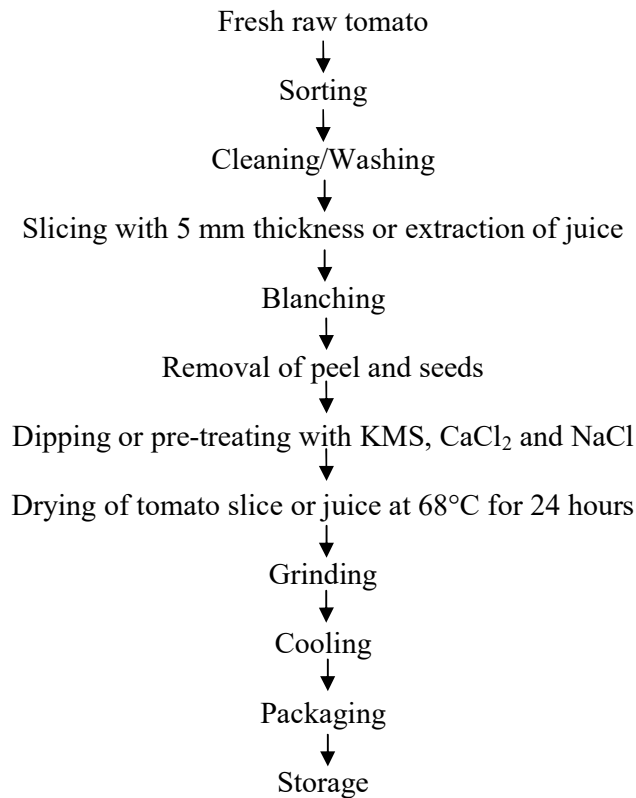 Fresh raw tomato
Sorting
Cleaning/Washing
Slicing with 5 mm thickness or extraction of juice
Blanching
Removal of peel and seeds
Dipping or pre-treating with KMS, CaCl₂ and NaCl
Drying of tomato slice or juice at 68°C for 24 hours
Grinding
Cooling
Packaging
Storage